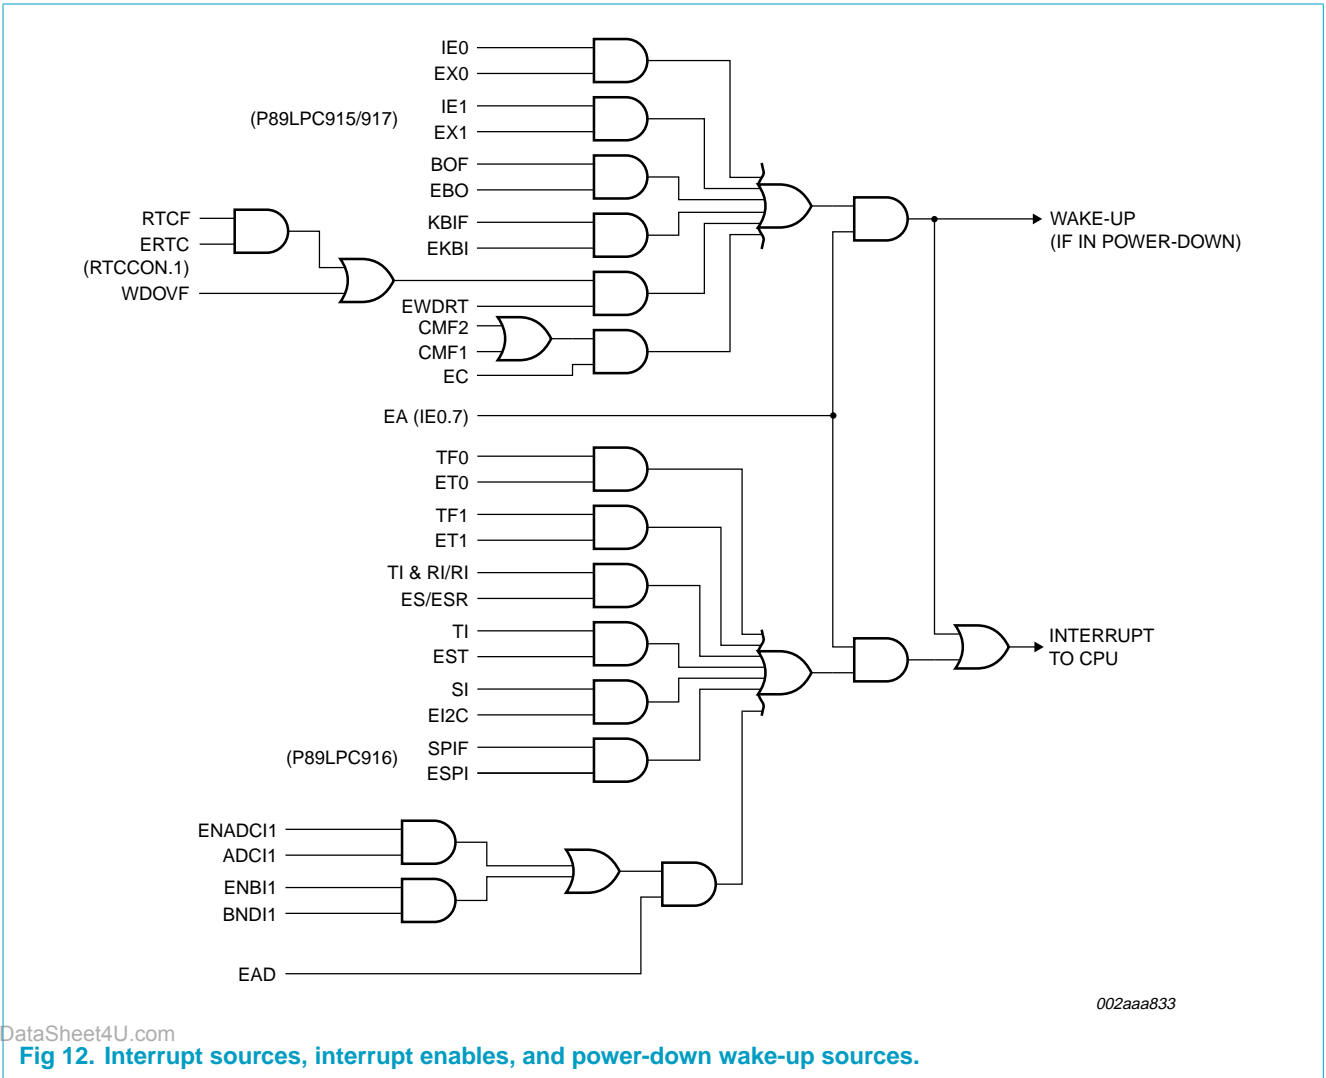 IE0
EX0
IE1
(P89LPC915/917)
EX1
BOF
EBO
RTCF
KBIF
ERTC
EKBI
(RTCCON.1)
WDOVF
EWDRT
CMF2
CMF1
EC
WAKE-UP
(IF IN POWER-DOWN)
EA (IE0.7)
TF0
ET0
TF1
ET1
TI & RI/RI
ES/ESR
TI
EST
INTERRUPT
TO CPU
SI
EI2C
SPIF
(P89LPC916)
ESPI
ENADCI1
ADCI1
ENBI1
BNDI1
EAD
002aaa833
DataSheet4U.com
Fig 12. Interrupt sources, interrupt enables, and power-down wake-up sources.